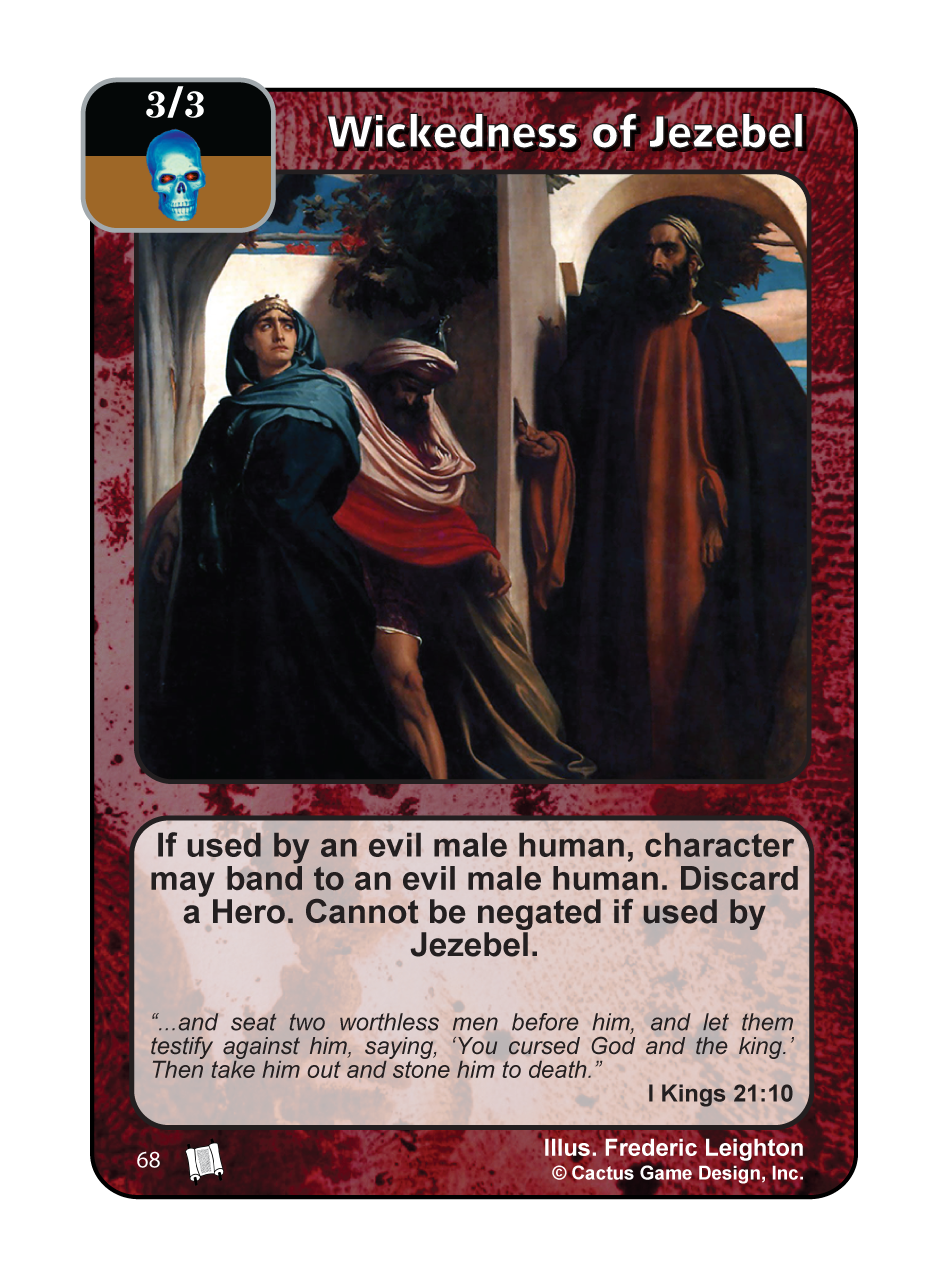 3/3
Wickedness of Jezebel
If used by an evil male human, character
may band to an evil male human. Discard
a Hero. Cannot be negated if used by
Jezebel.
“...and seat two worthless men before him, and let them
testify against him, saying, ‘You cursed God and the king.’
Then take him out and stone him to death.”
I Kings 21:10
68
Illus. Frederic Leighton
© Cactus Game Design, Inc.